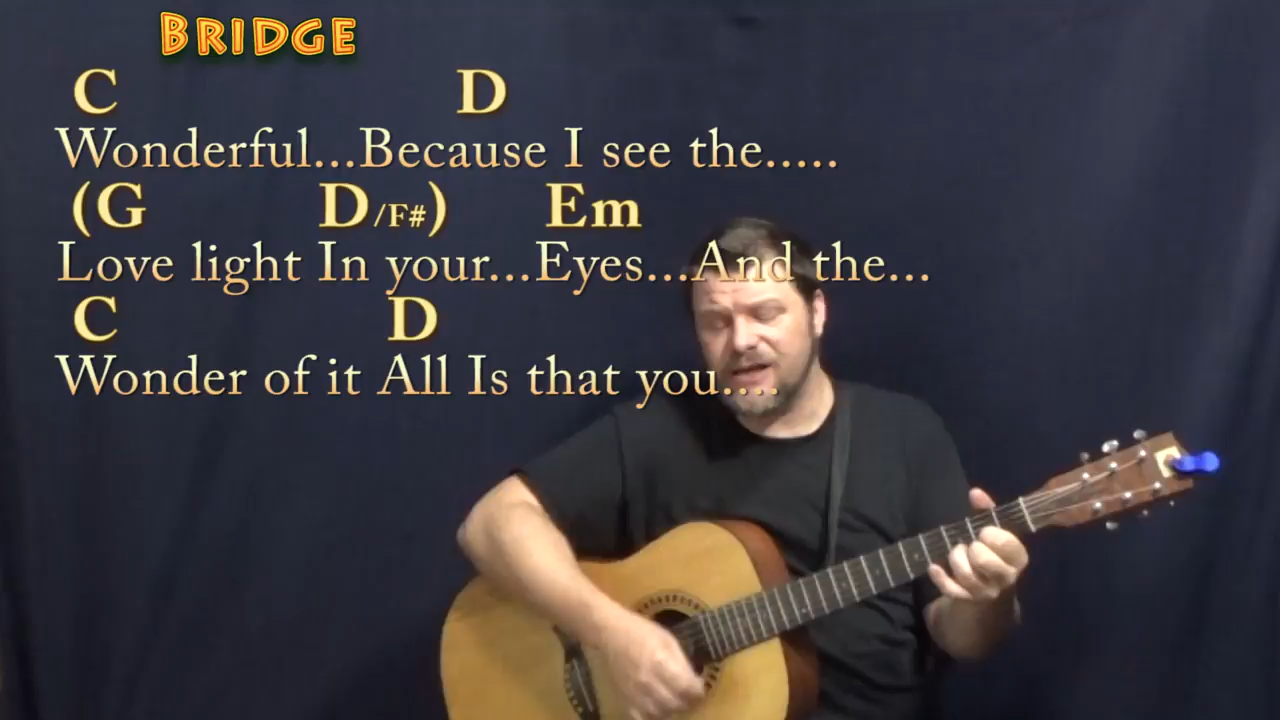 BRIDGE
C D
Wonderful...Because I see the.....
(G D/F#) Em
Love light In your...Eyes...And the...
C D
Wonder of it All Is that you....